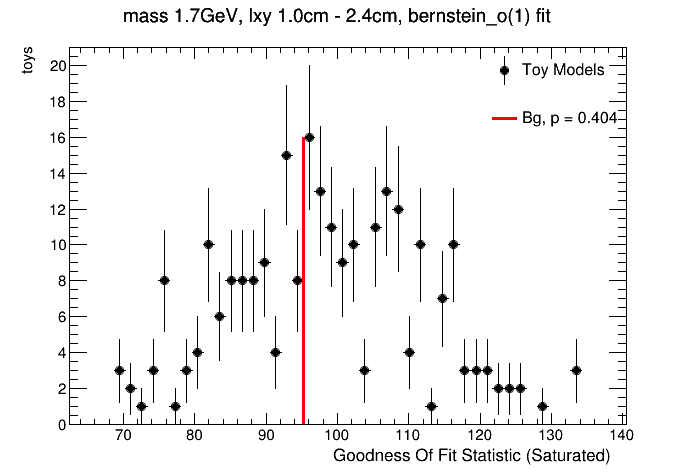 mass 1.7GeV, lxy 1.0cm - 2.4cm, bernstein_o(1) fit
toys
20
18
16
14
12
10
8
6
4
2
0
Toy Models
Bg, p = 0.404
70 80 90 100 110 120 130 140
Goodness Of Fit Statistic (Saturated)